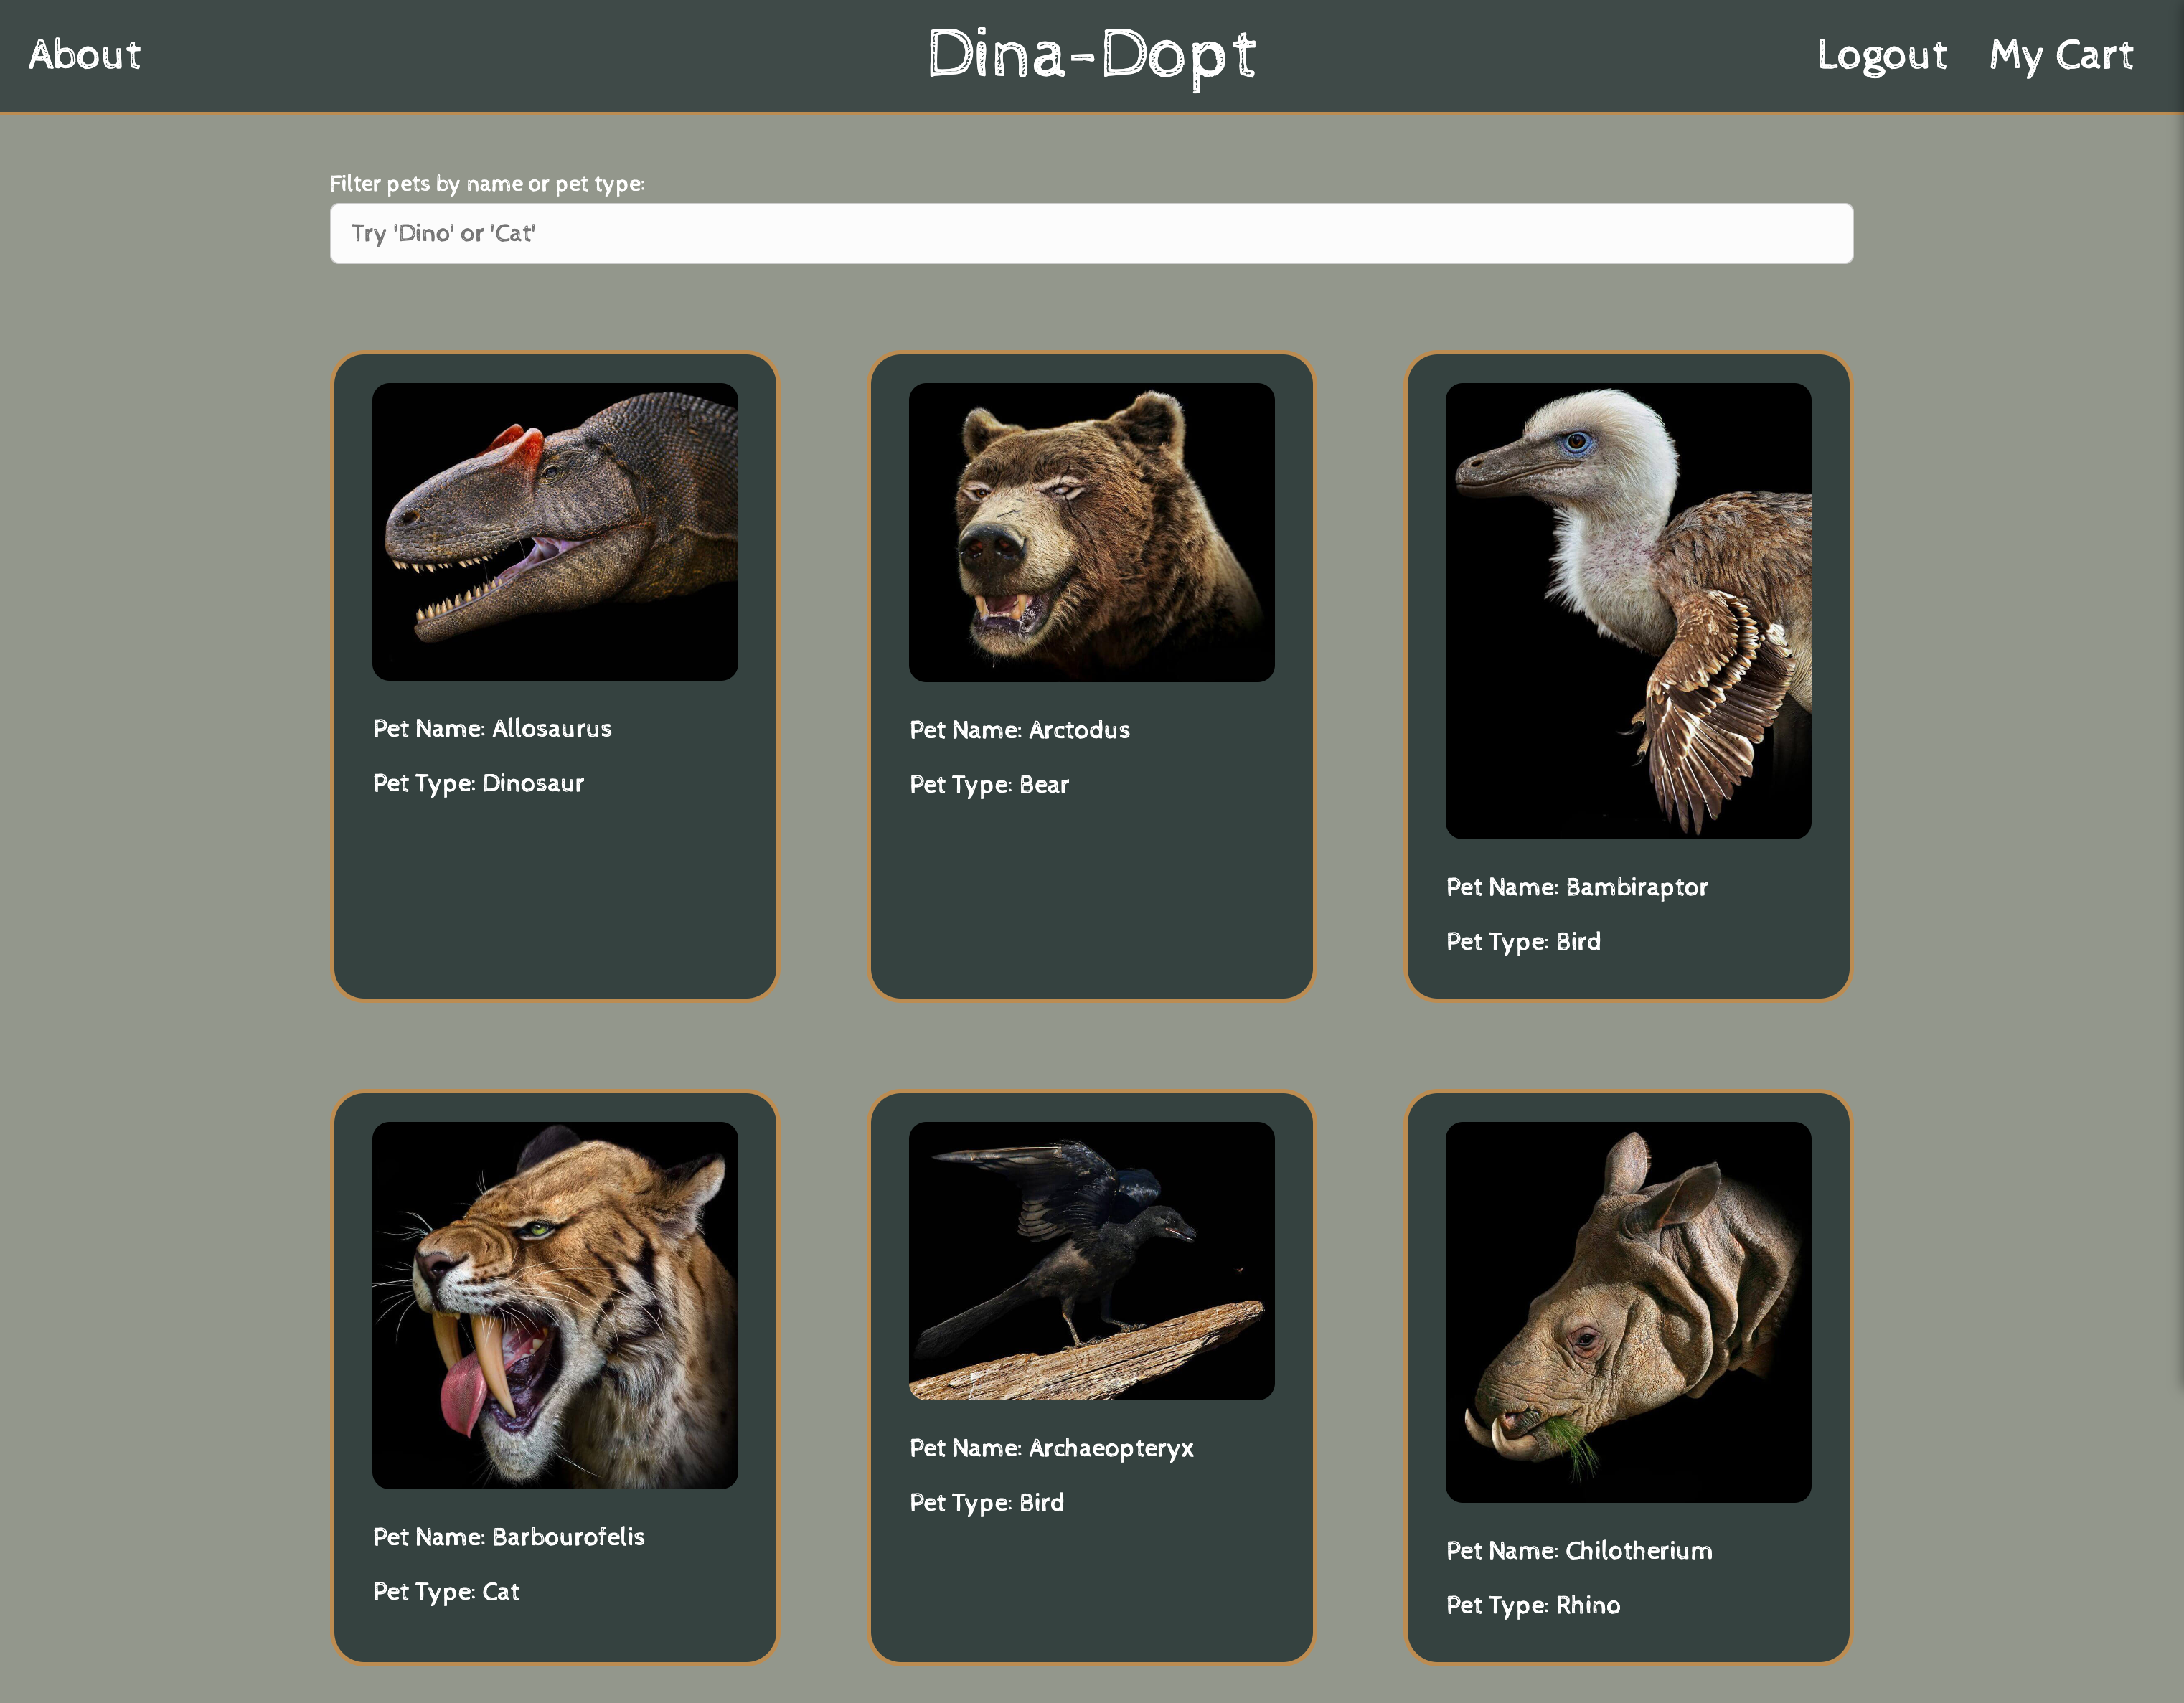 About
Dina-Dopt
Logout
My Cart
Filter pets by name or pet type:
Try 'Dino' or 'Cat'
Pet Name: Allosaurus
Pet Type: Dinosaur
Pet Name: Arctodus
Pet Type: Bear
Pet Name: Bambiraptor
Pet Type: Bird
Pet Name: Barbourofelis
Pet Type: Cat
Pet Name: Archaeopteryx
Pet Type: Bird
Pet Name: Chilotherium
Pet Type: Rhino